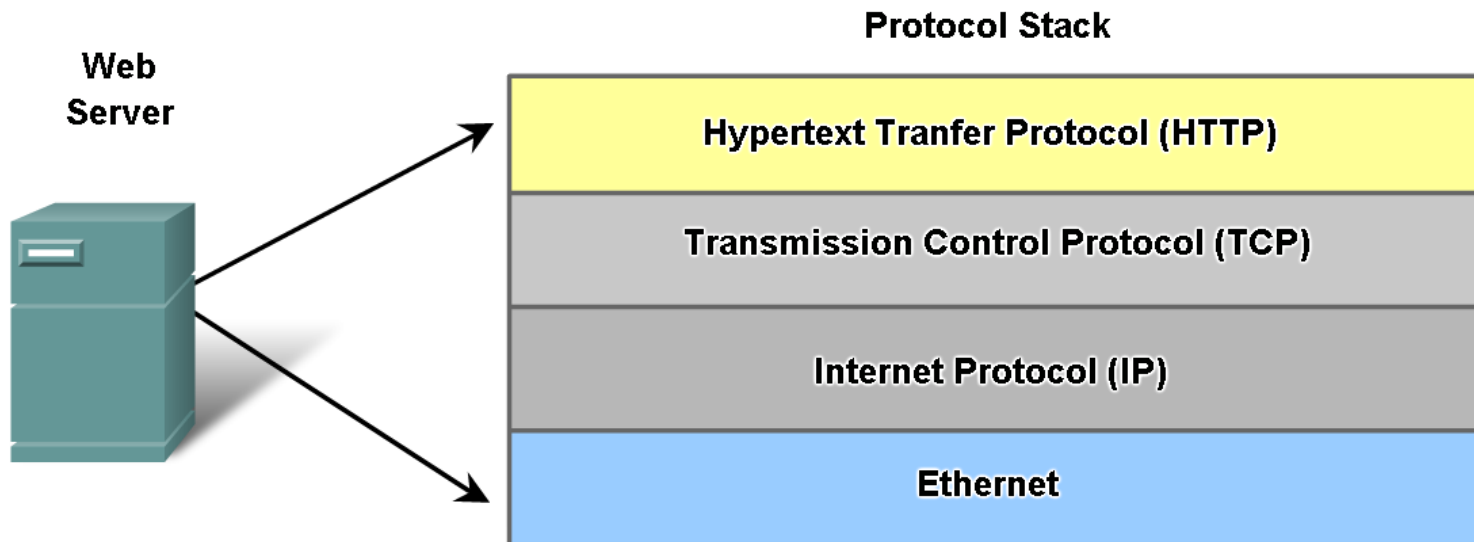 Protocol Stack
Web
Server
Hypertext Tranfer Protocol (HTTP)
Transmission Control Protocol (TCP)
Internet Protocol (IP)
Ethernet